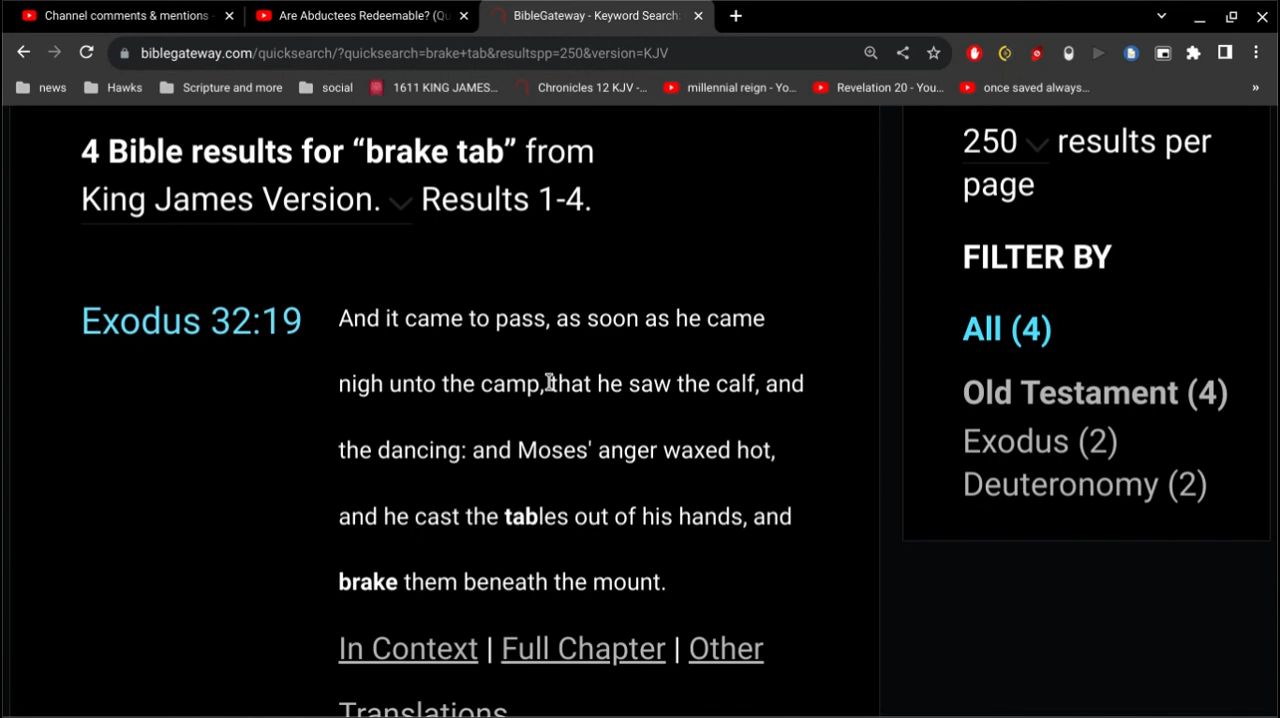 Channel comments & mentions
Are Abductees Redeemable? (Qu
BibleGateway - Keyword Search:
biblegateway.com/quicksearch/?quicksearch=brake+tab&resultspp=250&version=KJV
news
Hawks
Scripture and more
social
1611 KING JAMES...
Chronicles 12 KJV -...
millennial reign - Yo...
Revelation 20 - You...
once saved always...
»
4 Bible results for “brake tab” from
King James Version. Results 1-4.
Exodus 32:19
And it came to pass, as soon as he came
nigh unto the camp, that he saw the calf, and
the dancing: and Moses' anger waxed hot,
and he cast the tables out of his hands, and
brake them beneath the mount.
In Context | Full Chapter | Other
Translations
250 results per
page
FILTER BY
All (4)
Old Testament (4)
Exodus (2)
Deuteronomy (2)